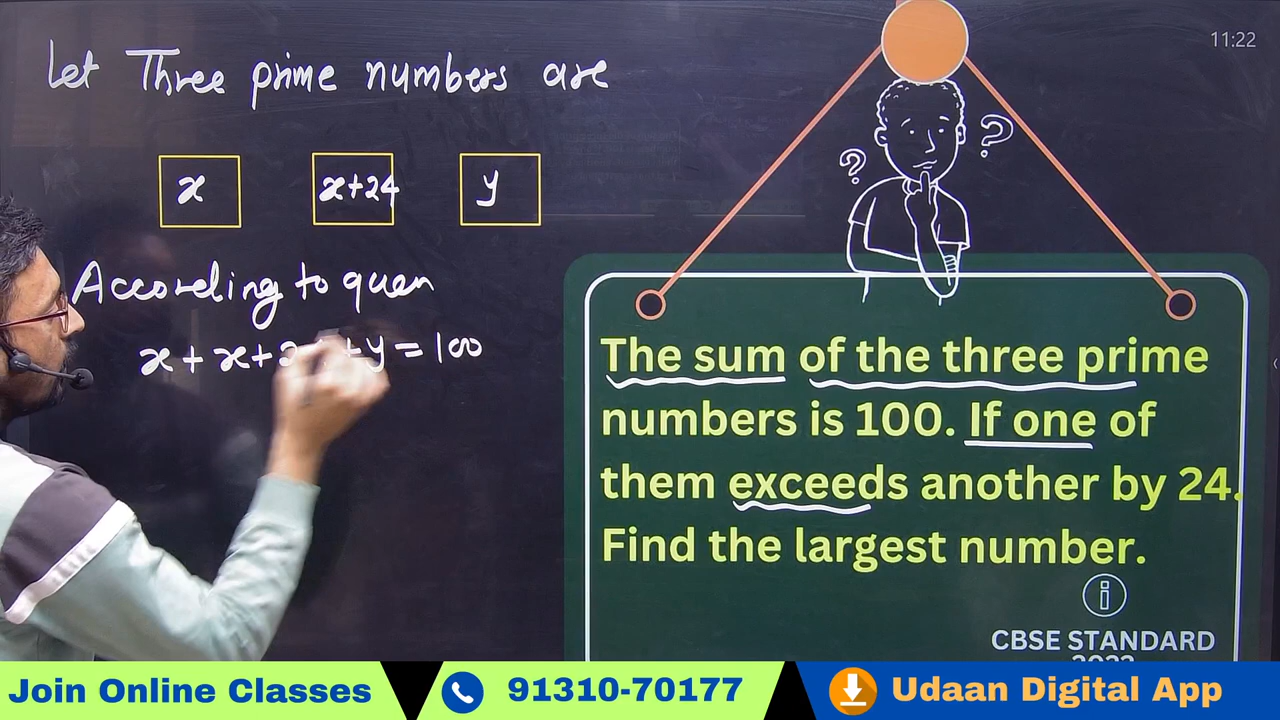 11:22
Let Three prime numbers are
x x+24 y
According to quen
x + x + 2 + y = 100
? ?
The sum of the three prime
numbers is 100. If one of
them exceeds another by 24.
Find the largest number.
i
CBSE STANDARD
Join Online Classes
91310-70177
Udaan Digital App